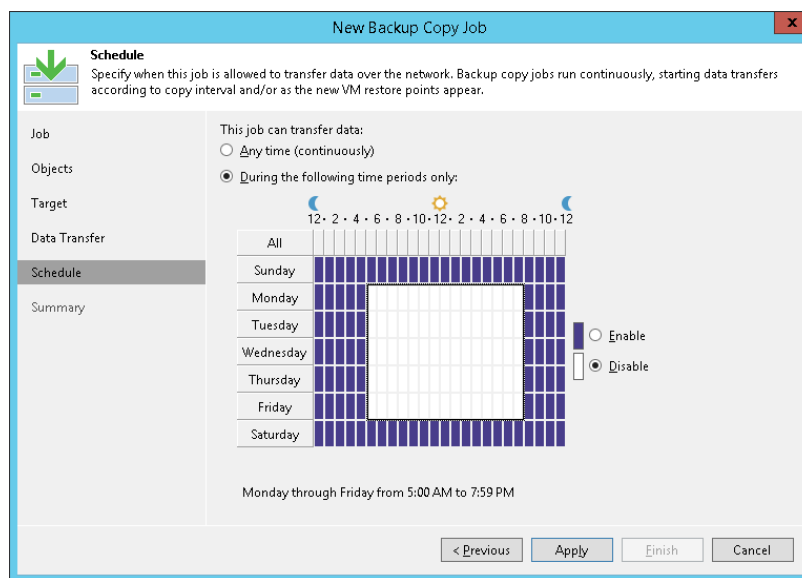 New Backup Copy Job
x
Schedule
Specify when this job is allowed to transfer data over the network. Backup copy jobs run continuously, starting data transfers
according to copy interval and/or as the new VM restore points appear.
Job
Objects
Target
Data Transfer
Schedule
Summary
This job can transfer data:
Any time (continuously)
During the following time periods only:
12 · 2 · 4 · 6 · 8 · 10 · 12 · 2 · 4 · 6 · 8 · 10 · 12
All
Sunday
Monday
Tuesday
Wednesday
Thursday
Friday
Saturday
Enable
Disable
Monday through Friday from 5:00 AM to 7:59 PM
< Previous
Apply
Finish
Cancel